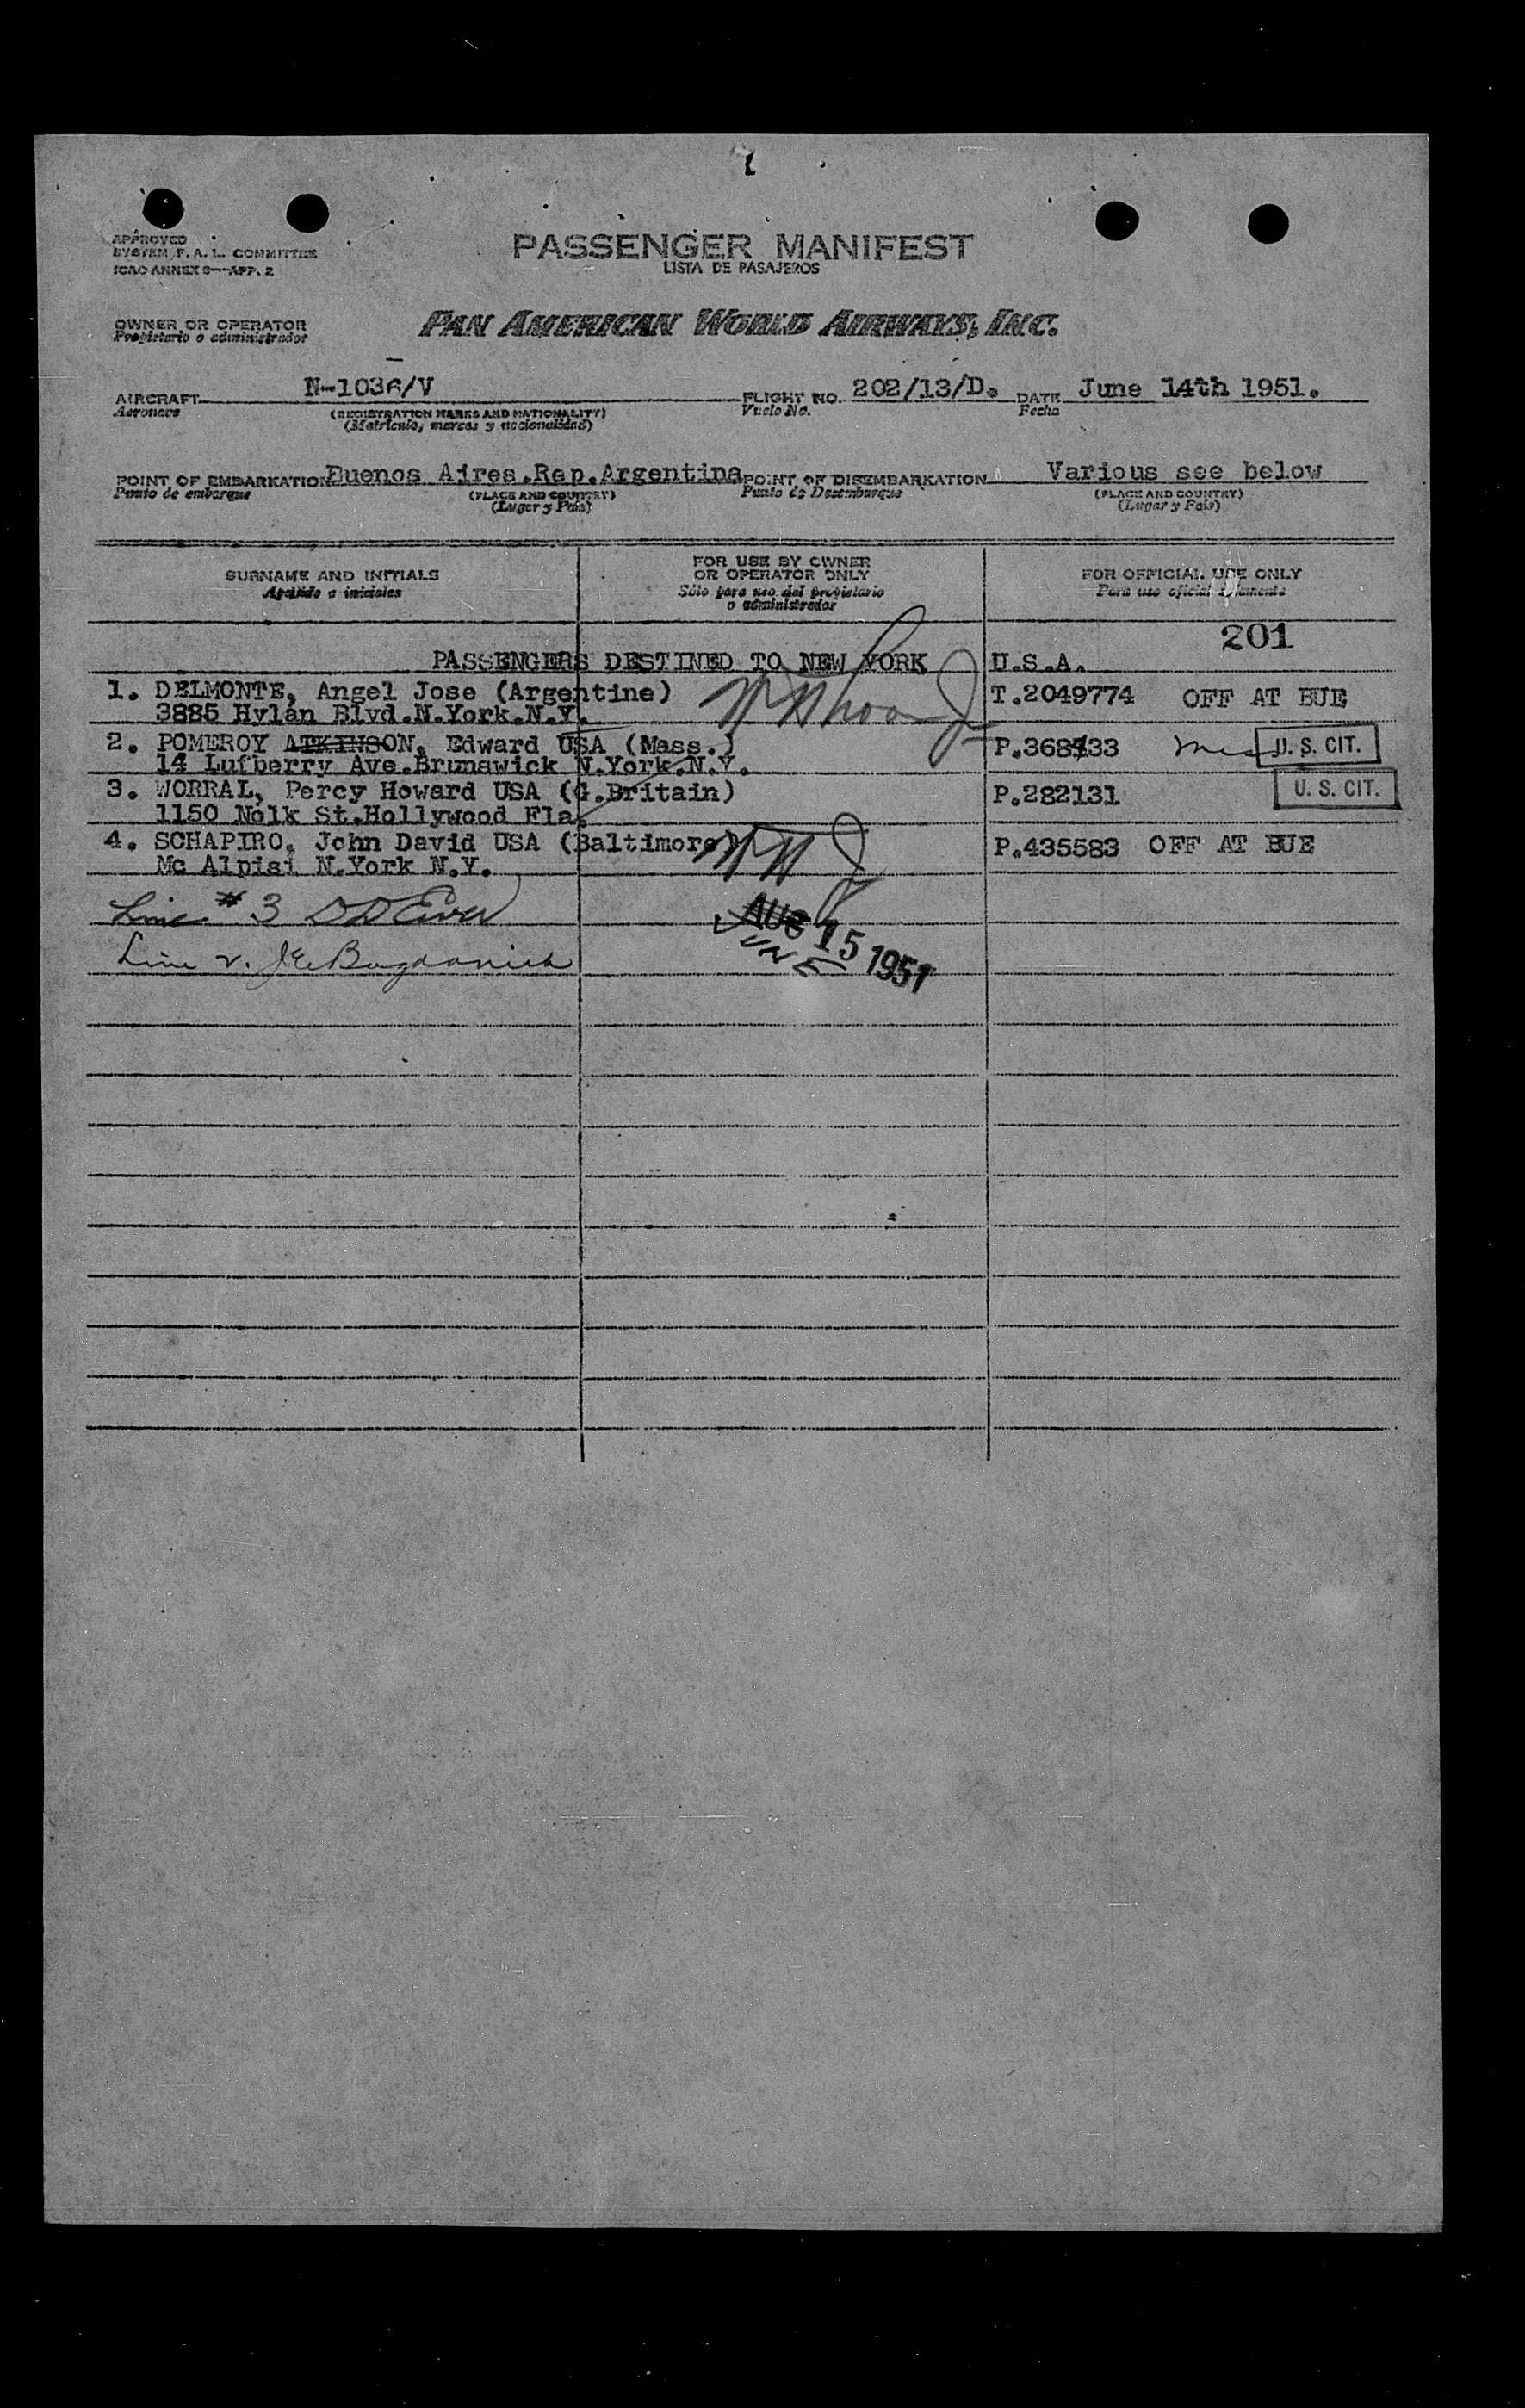 APPROVED
SYSTEM F. A. L. COMMITTEE
ICAO ANNEX 9—APP. 2
PASSENGER MANIFEST
LISTA DE PASAJEROS
OWNER OR OPERATOR
Propietario o administrador
PAN AMERICAN WORLD AIRWAYS, INC.
AIRCRAFT N-1036/V FLIGHT NO. 202/13/D. DATE June 14th 1951.
Aeronave (REGISTRATION MARKS AND NATIONALITY) Vuelo No. Fecha
(Matricula, marcas y nacionalidad)
POINT OF EMBARKATION Buenos Aires.Rep.Argentina POINT OF DISEMBARKATION Various see below
Punto de embarque (PLACE AND COUNTRY) Punto de Desembarque (PLACE AND COUNTRY)
(Lugar y País) (Lugar y País)
SURNAME AND INITIALS
Apellido e iniciales
FOR USE BY OWNER
OR OPERATOR ONLY
Sólo para uso del propietario
o administrador
FOR OFFICIAL USE ONLY
Para uso oficial solamente
201
PASSENGERS DESTINED TO NEW YORK U.S.A.
1. DELMONTE, Angel Jose (Argentine) T.2049774 OFF AT BUE
3885 Hylan Blvd.N.York.N.Y.
2. POMEROY ATKINSON, Edward USA (Mass.) P.368433 U. S. CIT.
14 Lufberry Ave.Brunswick N.York.N.Y.
3. WORRAL, Percy Howard USA (G.Britain) P.282131 U. S. CIT.
1150 Nolk St.Hollywood Fla.
4. SCHAPIRO, John David USA (Baltimore) P.435583 OFF AT BUE
Mc Alpisi N.York N.Y.
Line # 3
Line 2.
AUG 15 1951